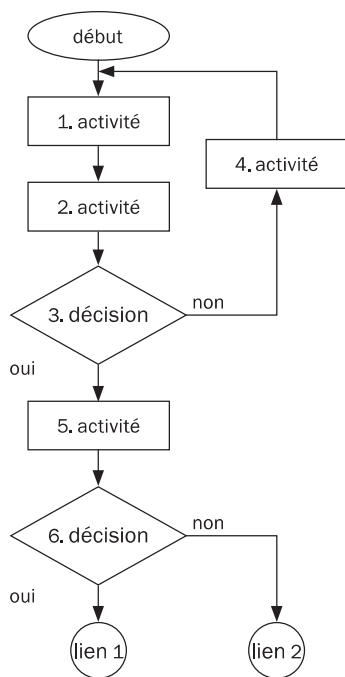 début
1. activité
4. activité
2. activité
3. décision
non
oui
5. activité
6. décision
non
oui
lien 1
lien 2